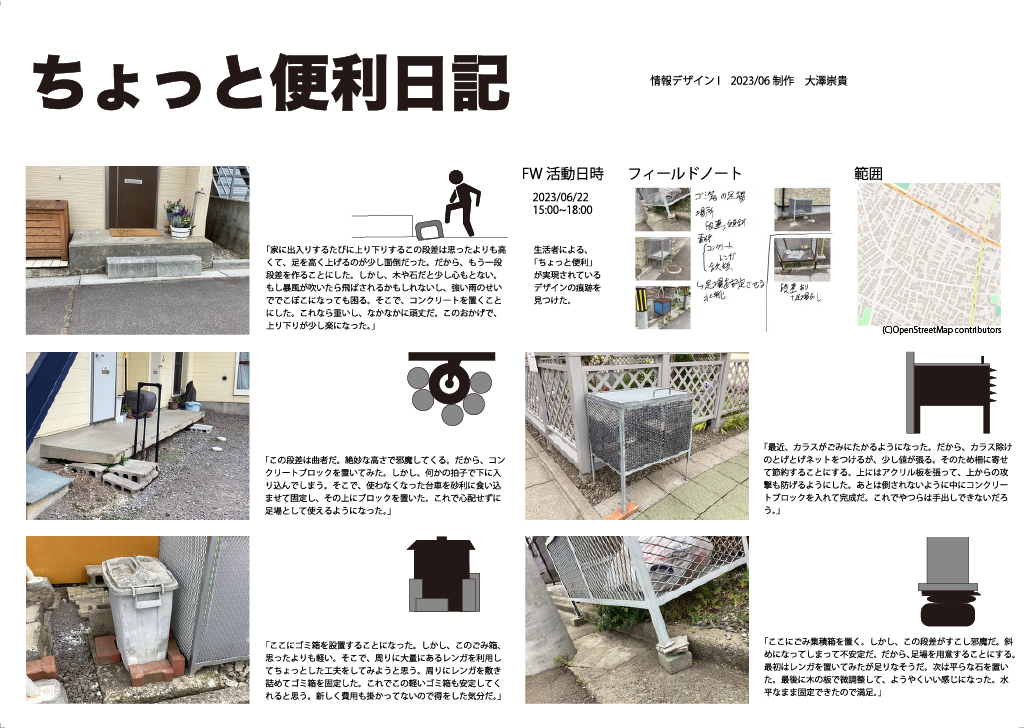 ちょっと便利日記
情報デザインⅠ 2023/06 制作 大澤崇貴
「家に出入りするたびに上り下りするこの段差は思ったよりも高
くて、足を高く上げるのが少し面倒だった。だから、もう一段
段差を作ることにした。しかし、木や石だと少し心もとない。
もし暴風が吹いたら飛ばされるかもしれないし、強い雨のせい
ででこぼこになっても困る。そこで、コンクリートを置くこと
にした。これなら重いし、なかなかに頑丈だ。このおかげで、
上り下りが少し楽になった。」
FW 活動日時
2023/06/22
15:00~18:00
生活者による、
「ちょっと便利」
が実現されている
デザインの痕跡を
見つけた。
フィールドノート
ゴミ箱の足場
場所
段差、傾斜
素材
コンクリート
レンガ
鉄板
段差あり
範囲
(C)OpenStreetMap contributors
「この段差は曲者だ。絶妙な高さで邪魔してくる。だから、コン
クリートブロックを置いてみた。しかし、何かの拍子で下に入
り込んでしまう。そこで、使わなくなった台車を砂利に食い込
ませて固定し、その上にブロックを置いた。これで心配せずに
足場として使えるようになった。」
「最近、カラスがごみにたかるようになった。だから、カラス除け
のとげとげネットをつけるが、少し値が張る。そのため柵に寄せ
て節約することにする。上にはアクリル板を張って、上からの攻
撃も防げるようにした。あとは倒されないように中にコンクリー
トブロックを入れて完成だ。これでやつらは手出しできないだろ
う。」
「ここにゴミ箱を設置することになった。しかし、このごみ箱、
思ったよりも軽い。そこで、周りに大量にあるレンガを利用し
てちょっとした工夫をしてみようと思う。周りにレンガを敷き
詰めてゴミ箱を固定した。これでこの軽いゴミ箱も安定してく
れると思う。新しく費用も掛かってないので得をした気分だ。」
「ここにごみ集積箱を置く。しかし、この段差がすこし邪魔だ。斜
めになってしまって不安定だ。だから、足場を用意することにする。
最初はレンガを置いてみたが足りなそうだ。次は平らな石を置い
た。最後に木の板で微調整して、ようやくいい感じになった。水
平なまま固定できたので満足。」